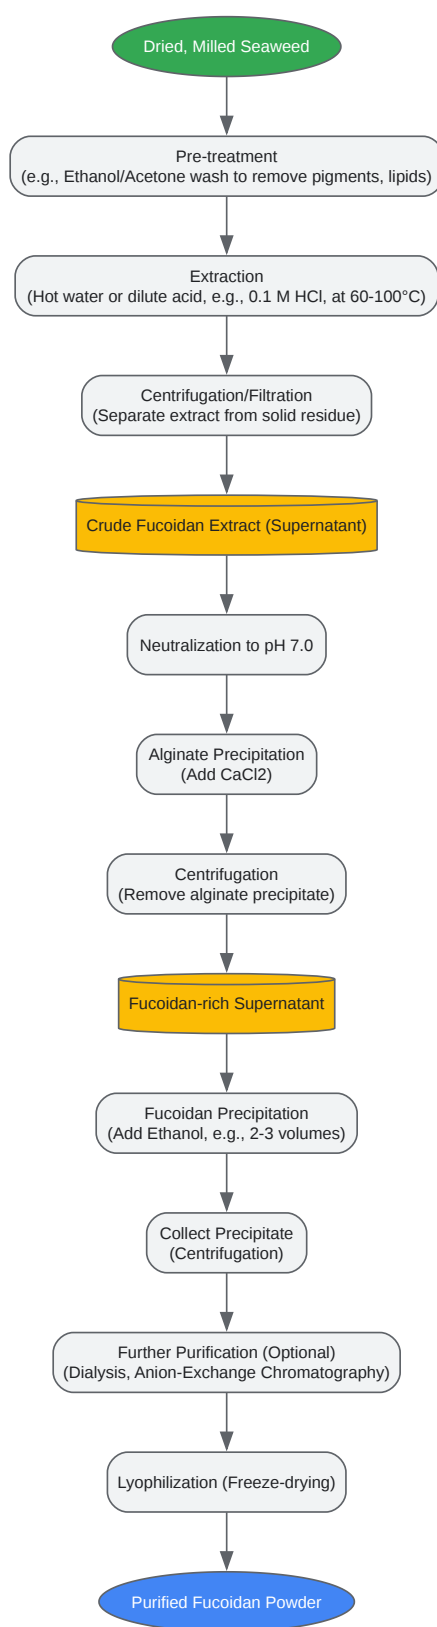 Dried, Milled Seaweed
Pre-treatment
(e.g., Ethanol/Acetone wash to remove pigments, lipids)
Extraction
(Hot water or dilute acid, e.g., 0.1 M HCl, at 60-100°C)
Centrifugation/Filtration
(Separate extract from solid residue)
Crude Fucoidan Extract (Supernatant)
Neutralization to pH 7.0
Alginate Precipitation
(Add CaCl2)
Centrifugation
(Remove alginate precipitate)
Fucoidan-rich Supernatant
Fucoidan Precipitation
(Add Ethanol, e.g., 2-3 volumes)
Collect Precipitate
(Centrifugation)
Further Purification (Optional)
(Dialysis, Anion-Exchange Chromatography)
Lyophilization (Freeze-drying)
Purified Fucoidan Powder